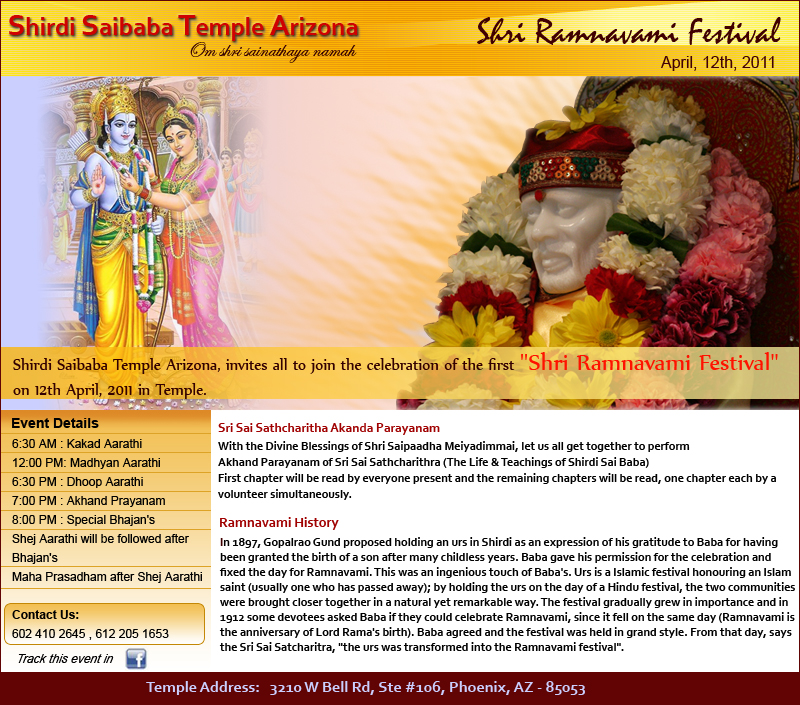 Shirdi Saibaba Temple Arizona
Om shri sainathaya namah
Shri Ramnavami Festival
April, 12th, 2011
Shirdi Saibaba Temple Arizona, invites all to join the celebration of the first "Shri Ramnavami Festival"
on 12th April, 2011 in Temple.
Event Details
6:30 AM : Kakad Aarathi
12:00 PM: Madhyan Aarathi
6:30 PM : Dhoop Aarathi
7:00 PM : Akhand Prayanam
8:00 PM : Special Bhajan's
Shej Aarathi will be followed after
Bhajan's
Maha Prasadham after Shej Aarathi
Contact Us:
602 410 2645 , 612 205 1653
Track this event in f
Sri Sai Sathcharitha Akanda Parayanam
With the Divine Blessings of Shri Saipaadha Meiyadimmai, let us all get together to perform
Akhand Parayanam of Sri Sai Sathcharithra (The Life & Teachings of Shirdi Sai Baba)
First chapter will be read by everyone present and the remaining chapters will be read, one chapter each by a
volunteer simultaneously.
Ramnavami History
In 1897, Gopalrao Gund proposed holding an urs in Shirdi as an expression of his gratitude to Baba for having
been granted the birth of a son after many childless years. Baba gave his permission for the celebration and
fixed the day for Ramnavami. This was an ingenious touch of Baba's. Urs is a Islamic festival honouring an Islam
saint (usually one who has passed away); by holding the urs on the day of a Hindu festival, the two communities
were brought closer together in a natural yet remarkable way. The festival gradually grew in importance and in
1912 some devotees asked Baba if they could celebrate Ramnavami, since it fell on the same day (Ramnavami is
the anniversary of Lord Rama's birth). Baba agreed and the festival was held in grand style. From that day, says
the Sri Sai Satcharitra, "the urs was transformed into the Ramnavami festival".
Temple Address: 3210 W Bell Rd, Ste #106, Phoenix, AZ - 85053